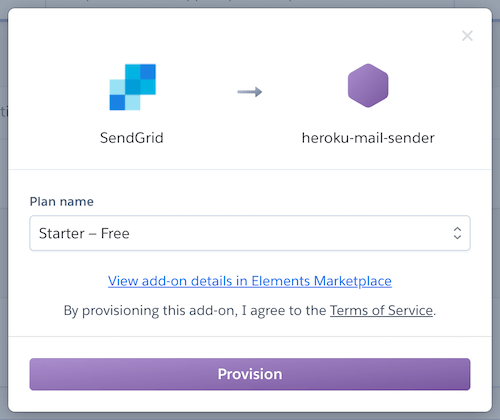 SendGrid
heroku-mail-sender
Plan name
Starter – Free
View add-on details in Elements Marketplace
By provisioning this add-on, I agree to the Terms of Service.
Provision